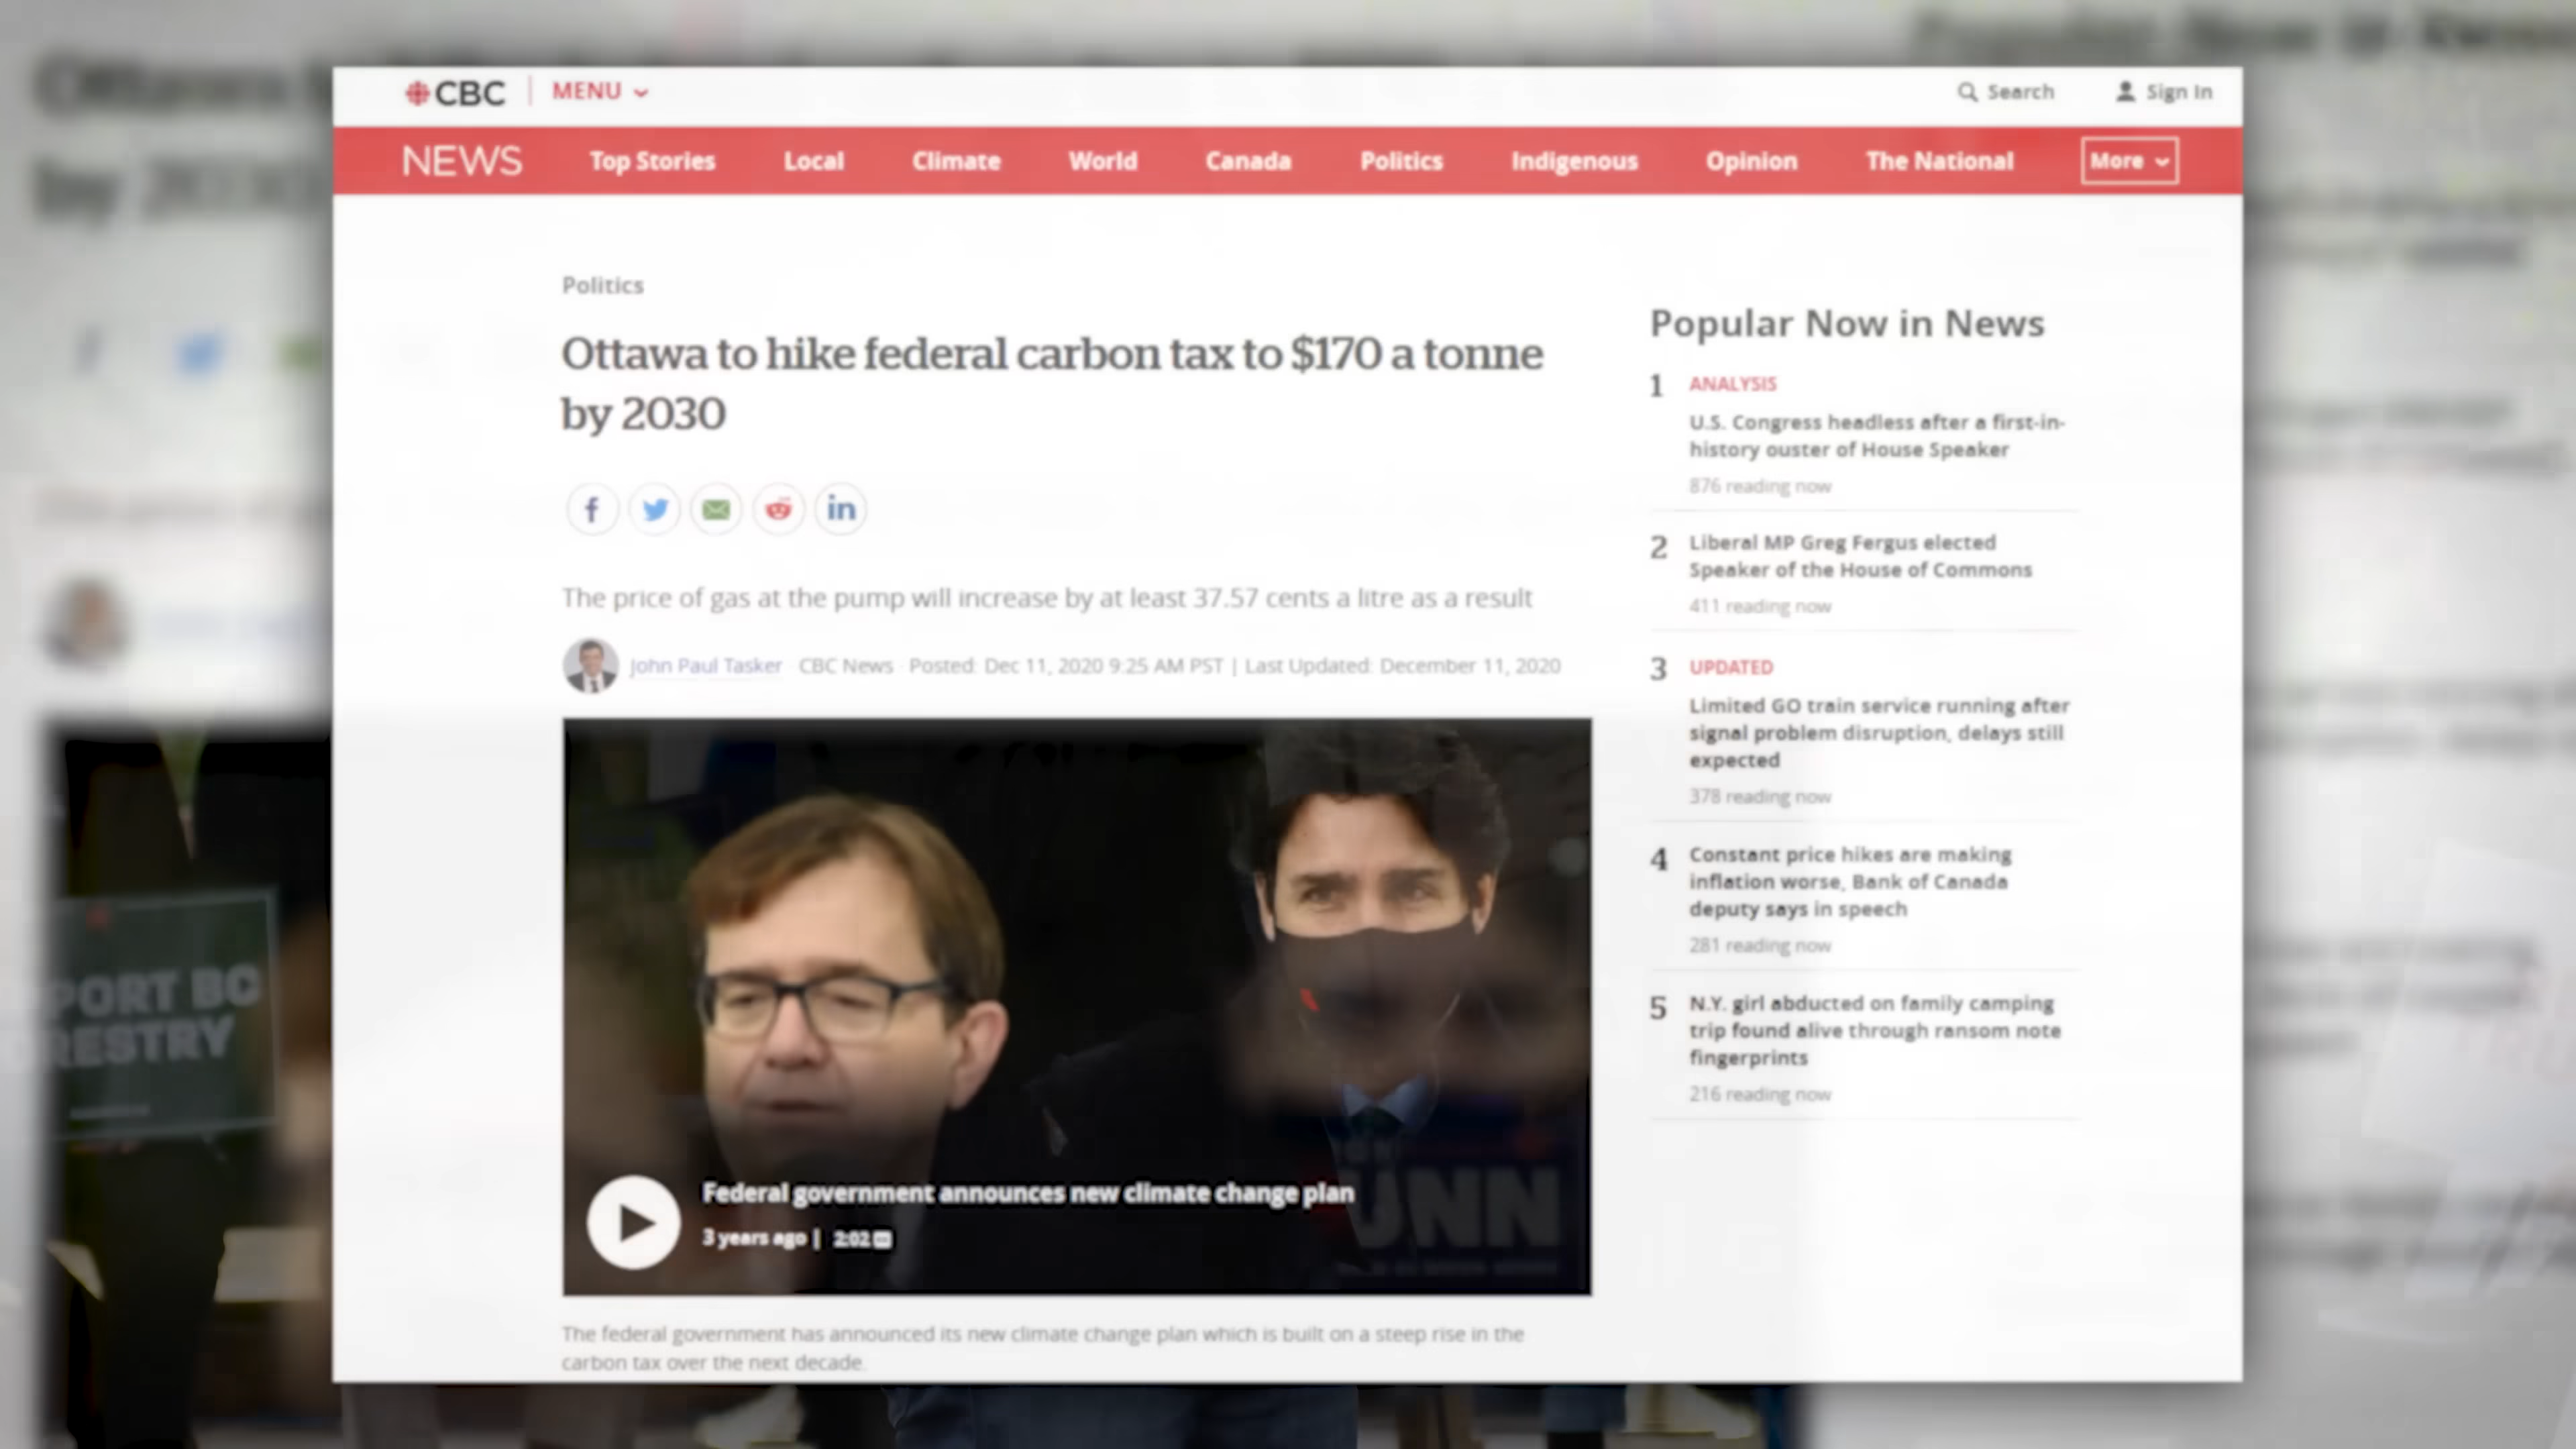 CBC
MENU
Search
Sign In
NEWS
Top Stories
Local
Climate
World
Canada
Politics
Indigenous
Opinion
The National
More
Politics
Ottawa to hike federal carbon tax to $170 a tonne
by 2030
The price of gas at the pump will increase by at least 37.57 cents a litre as a result
John Paul Tasker · CBC News · Posted: Dec 11, 2020 9:25 AM PST | Last Updated: December 11, 2020
Federal government announces new climate change plan
3 years ago | 2:02
The federal government has announced its new climate change plan which is built on a steep rise in the
carbon tax over the next decade.
Popular Now in News
1 ANALYSIS
U.S. Congress headless after a first-in-
history ouster of House Speaker
876 reading now
2 Liberal MP Greg Fergus elected
Speaker of the House of Commons
411 reading now
3 UPDATED
Limited GO train service running after
signal problem disruption, delays still
expected
378 reading now
4 Constant price hikes are making
inflation worse, Bank of Canada
deputy says in speech
281 reading now
5 N.Y. girl abducted on family camping
trip found alive through ransom note
fingerprints
216 reading now
PORT BC
RESTRY
UNN
by 2030